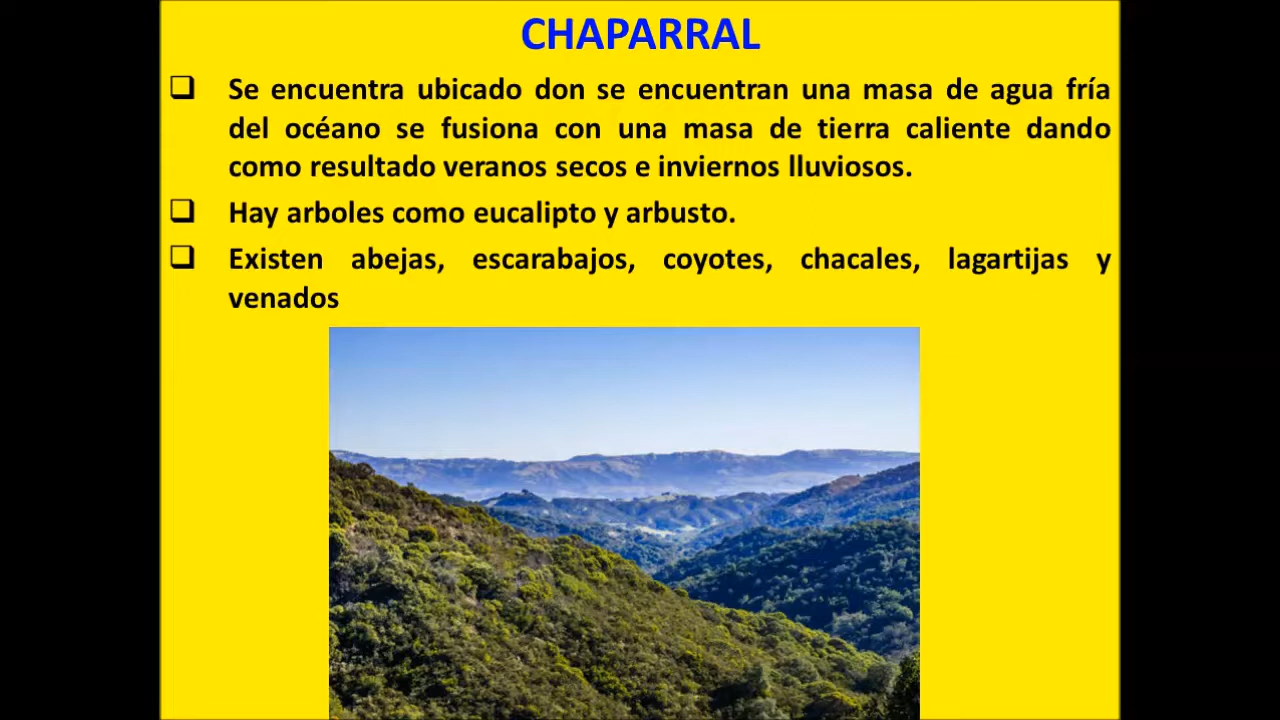 CHAPARRAL
❑ Se encuentra ubicado don se encuentran una masa de agua fría
del océano se fusiona con una masa de tierra caliente dando
como resultado veranos secos e inviernos lluviosos.
❑ Hay arboles como eucalipto y arbusto.
❑ Existen abejas, escarabajos, coyotes, chacales, lagartijas y
venados